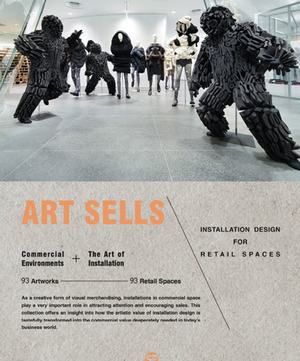 ART SELLS
INSTALLATION DESIGN
FOR
RETAIL SPACES
Commercial
Environments
+
The Art of
Installation
93 Artworks
93 Retail Spaces
As a creative form of visual merchandising, installations in commercial space
play a very important role in attracting attention and encouraging sales. This
collection offers an insight into how the artistic value of installation design is
tastefully transformed into the commercial value desperately needed in today's
business world.